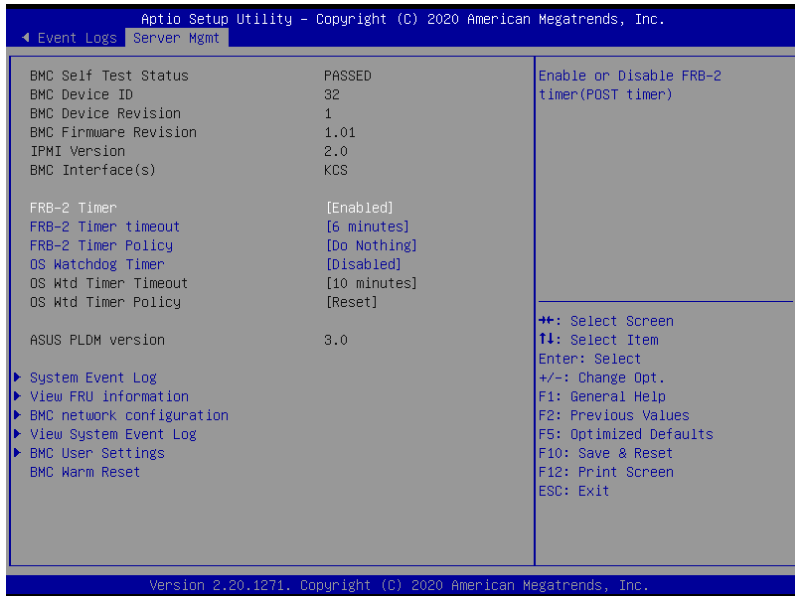 Aptio Setup Utility – Copyright (C) 2020 American Megatrends, Inc.
Event Logs Server Mgmt
BMC Self Test Status PASSED
BMC Device ID 32
BMC Device Revision 1
BMC Firmware Revision 1.01
IPMI Version 2.0
BMC Interface(s) KCS
FRB-2 Timer [Enabled]
FRB-2 Timer timeout [6 minutes]
FRB-2 Timer Policy [Do Nothing]
OS Watchdog Timer [Disabled]
OS Wtd Timer Timeout [10 minutes]
OS Wtd Timer Policy [Reset]
ASUS PLDM version 3.0
System Event Log
View FRU information
BMC network configuration
View System Event Log
BMC User Settings
BMC Warm Reset
Enable or Disable FRB-2
timer(POST timer)
→←: Select Screen
↑↓: Select Item
Enter: Select
+/-: Change Opt.
F1: General Help
F2: Previous Values
F5: Optimized Defaults
F10: Save & Reset
F12: Print Screen
ESC: Exit
Version 2.20.1271. Copyright (C) 2020 American Megatrends, Inc.